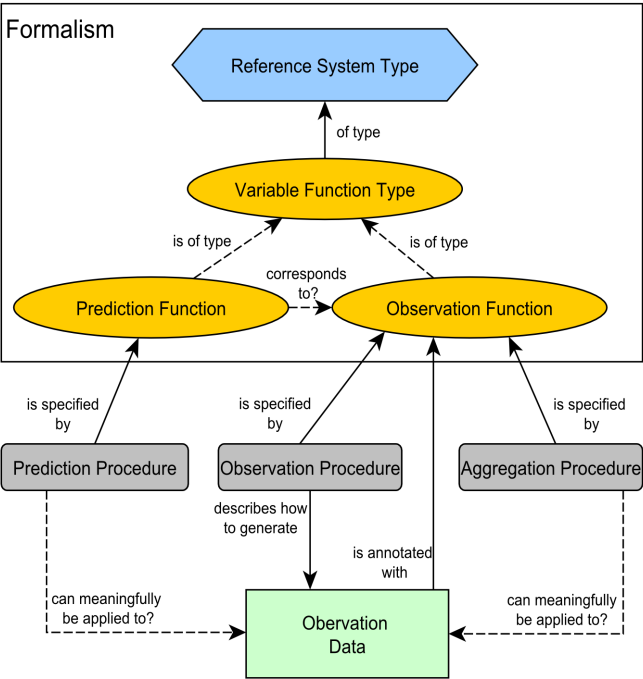 Formalism
Reference System Type
of type
Variable Function Type
is of type
is of type
corresponds
to?
Prediction Function
Observation Function
is specified
by
is specified
by
is specified
by
Prediction Procedure
Observation Procedure
Aggregation Procedure
describes how
to generate
is annotated
with
can meaningfully
be applied to?
can meaningfully
be applied to?
Obervation
Data